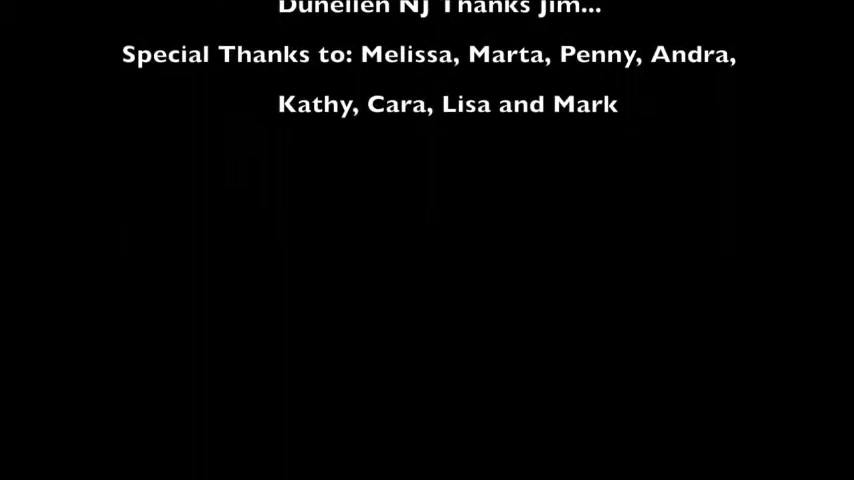 Dunellen NJ Thanks Jim...
Special Thanks to: Melissa, Marta, Penny, Andra,
Kathy, Cara, Lisa and Mark